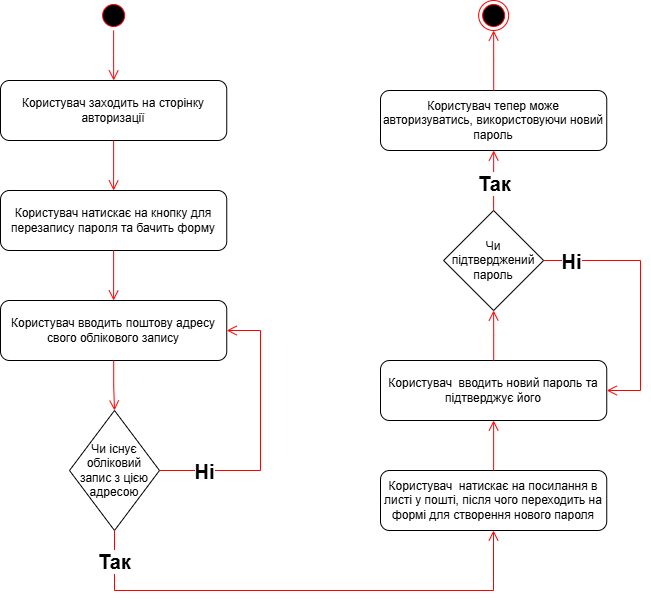 Користувач заходить на сторінку
авторизації
Користувач натискає на кнопку для
перезапису пароля та бачить форму
Користувач вводить поштову адресу
свого облікового запису
Чи існує
обліковий
запис з цією
адресою
Ні
Так
Користувач натискає на посилання в
листі у пошті, після чого переходить на
формі для створення нового пароля
Користувач вводить новий пароль та
підтверджує його
Чи
підтверджений
пароль
Ні
Так
Користувач тепер може
авторизуватись, використовуючи новий
пароль